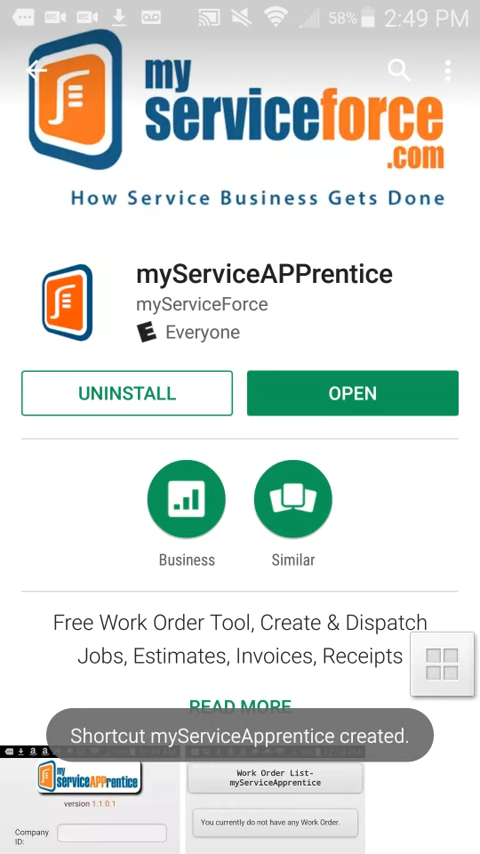 58% 2:49 PM
my
serviceforce
.com
How Service Business Gets Done
myServiceAPPrentice
myServiceForce
E Everyone
UNINSTALL
OPEN
Business
Similar
Free Work Order Tool, Create & Dispatch
Jobs, Estimates, Invoices, Receipts
READ MORE
Shortcut myServiceApprentice created.
my
serviceAPPrentice
version 1.1.0.1
Company
ID:
Work Order List-
myServiceApprentice
You currently do not have any Work Order.